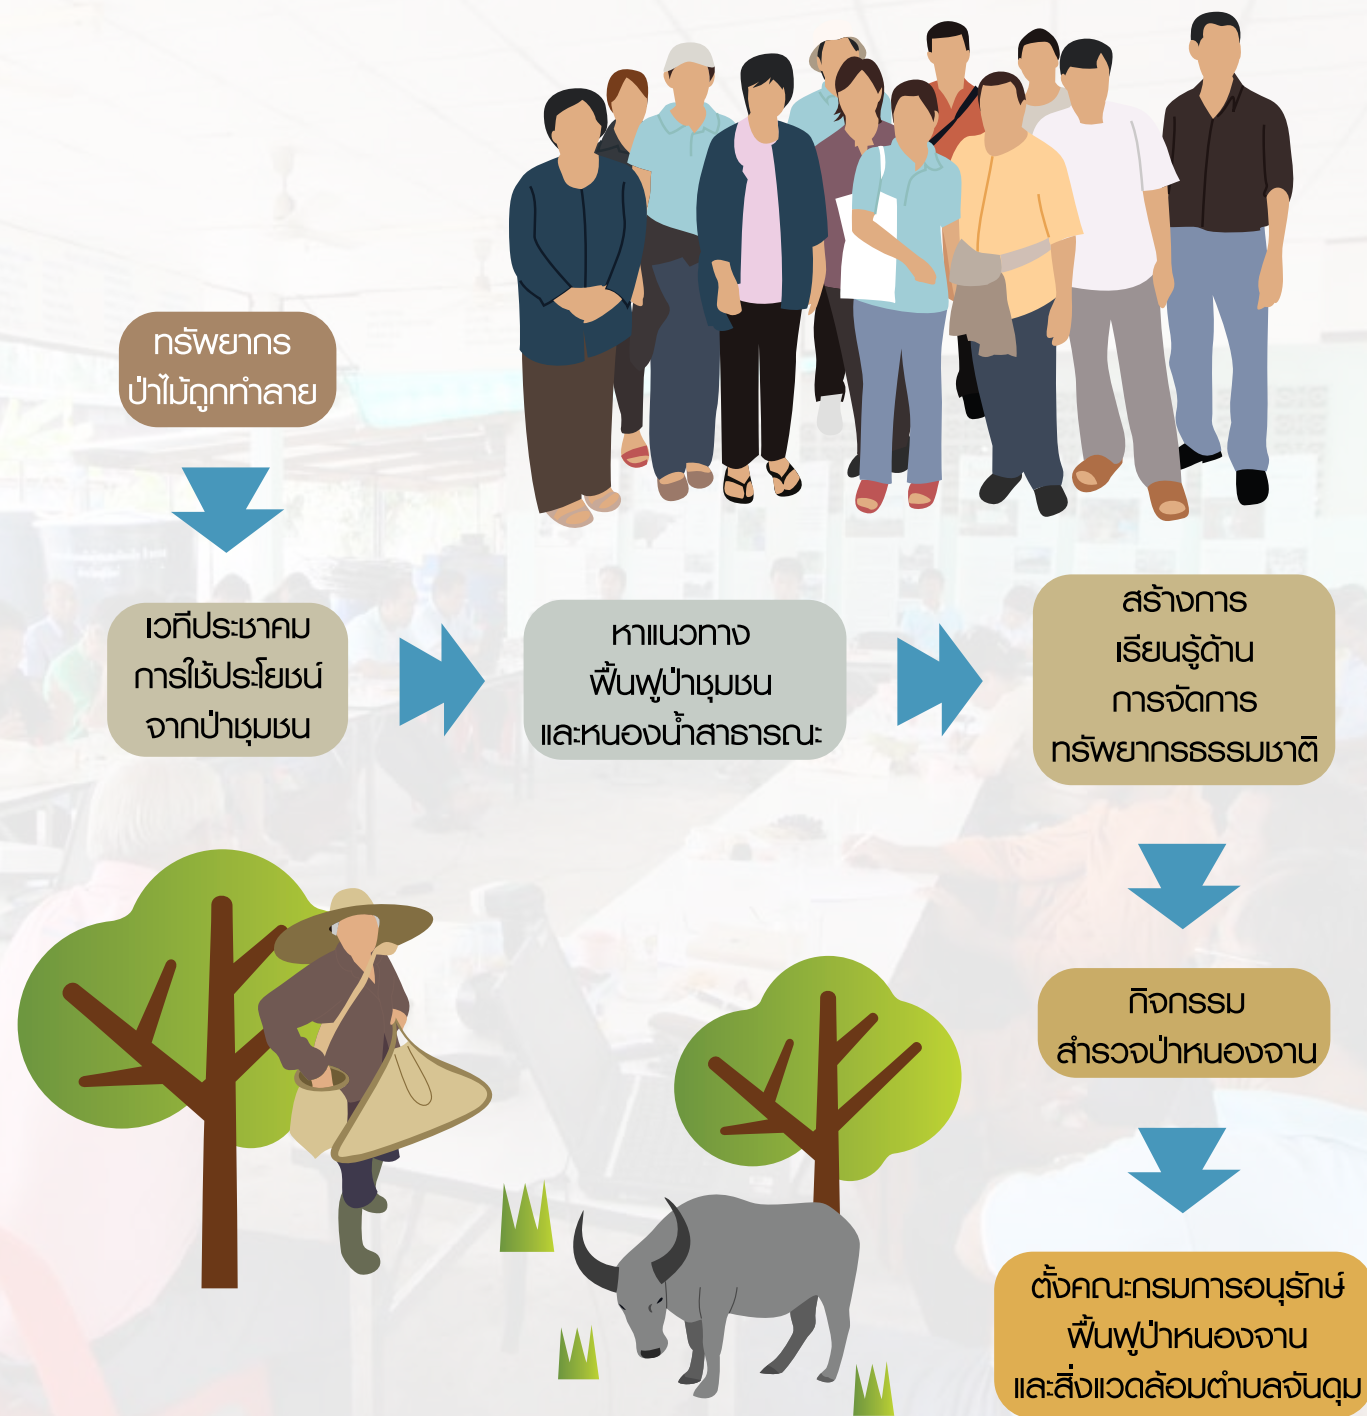 ทรัพยากร
ป่าไม้ถูกทำลาย
เวทีประชาคม
การใช้ประโยชน์
จากป่าชุมชน
หาแนวทาง
ฟื้นฟูป่าชุมชน
และหนองน้ำสาธารณะ
สร้างการ
เรียนรู้ด้าน
การจัดการ
ทรัพยากรธรรมชาติ
กิจกรรม
สำรวจป่าหนองจาน
ตั้งคณะกรมการอนุรักษ์
ฟื้นฟูป่าหนองจาน
และสิ่งแวดล้อมตำบลจันดุม